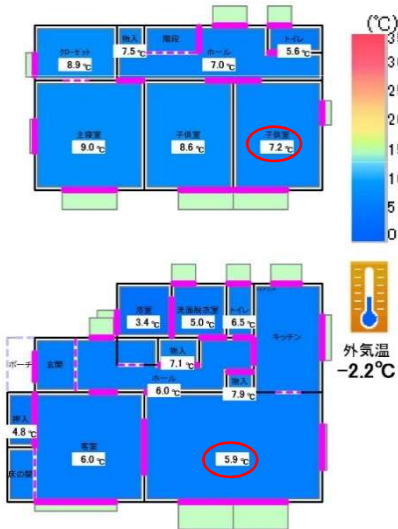 (℃)
35
30
25
20
15
10
5
0
クローゼット
8.9 ℃
物入
7.5 ℃
階段
ホール
7.0 ℃
トイレ
5.6 ℃
主寝室
9.0 ℃
子供室
8.6 ℃
子供室
7.2 ℃
外気温
-2.2℃
浴室
3.4 ℃
洗面脱衣室
5.0 ℃
トイレ
6.5 ℃
キッチン
ポーチ
玄関
物入
7.1 ℃
ホール
6.0 ℃
物入
7.9 ℃
押入
4.8 ℃
床の間
客室
6.0 ℃
5.9 ℃